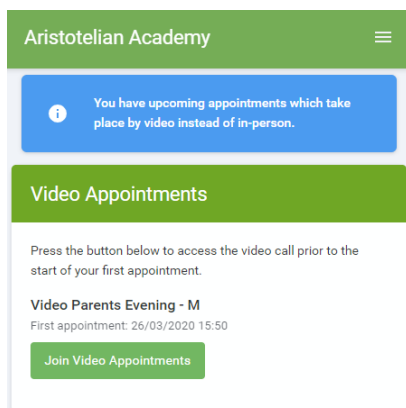 Aristotelian Academy
You have upcoming appointments which take
place by video instead of in-person.
Video Appointments
Press the button below to access the video call prior to the
start of your first appointment.
Video Parents Evening - M
First appointment: 26/03/2020 15:50
Join Video Appointments